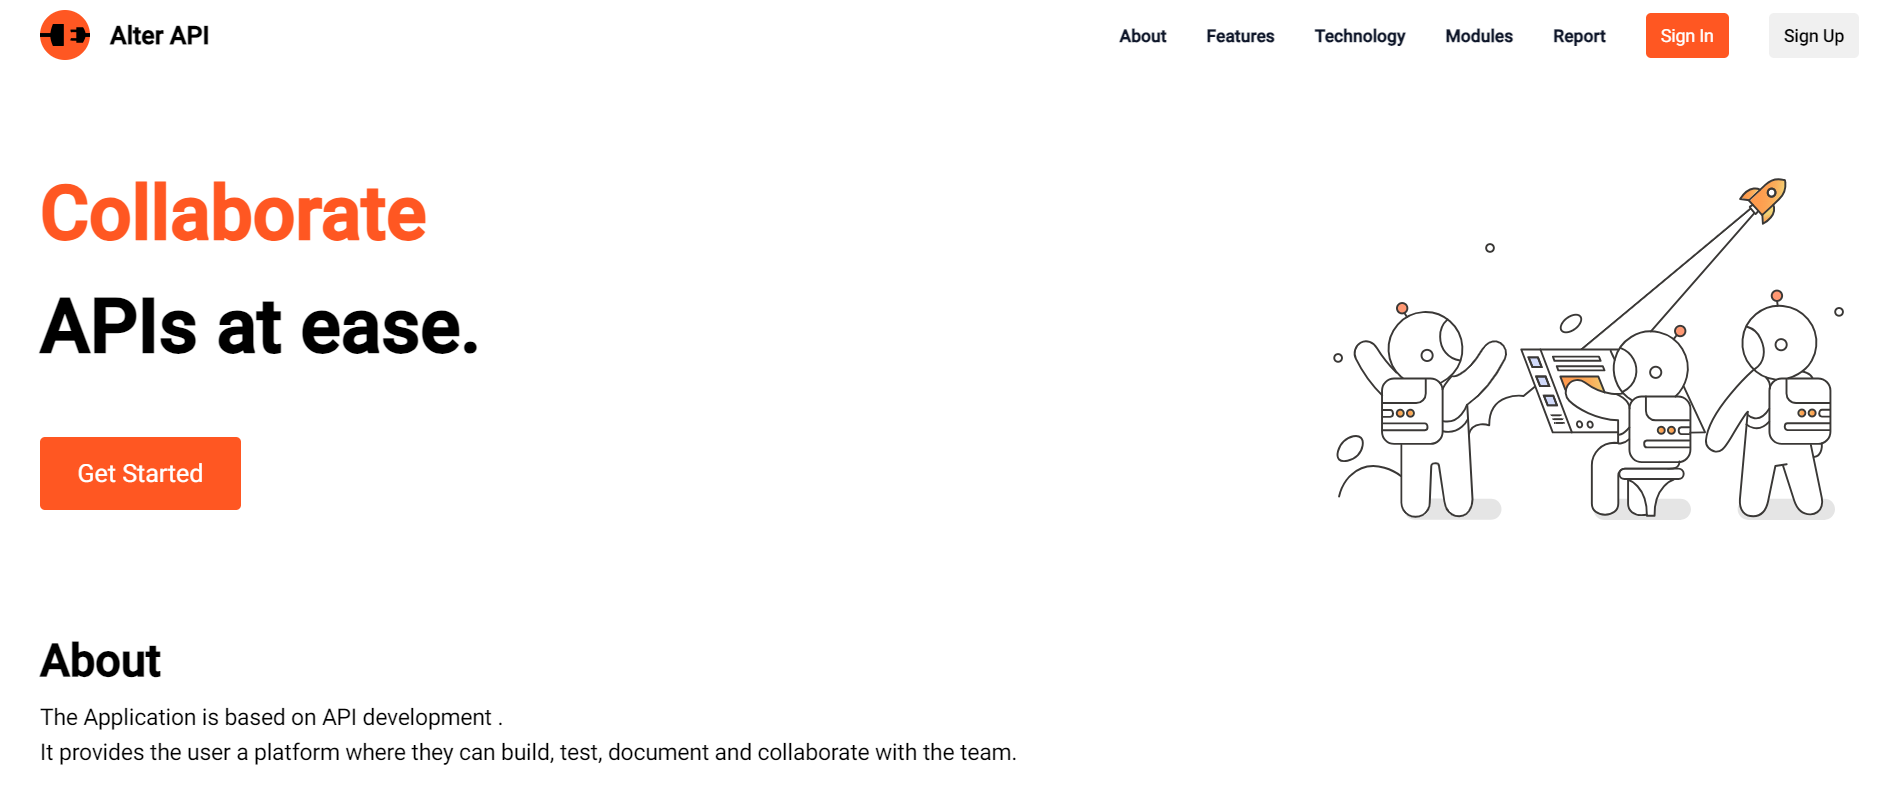 Alter API
About Features Technology Modules Report Sign In Sign Up
Collaborate
APIs at ease.
Get Started
About
The Application is based on API development .
It provides the user a platform where they can build, test, document and collaborate with the team.